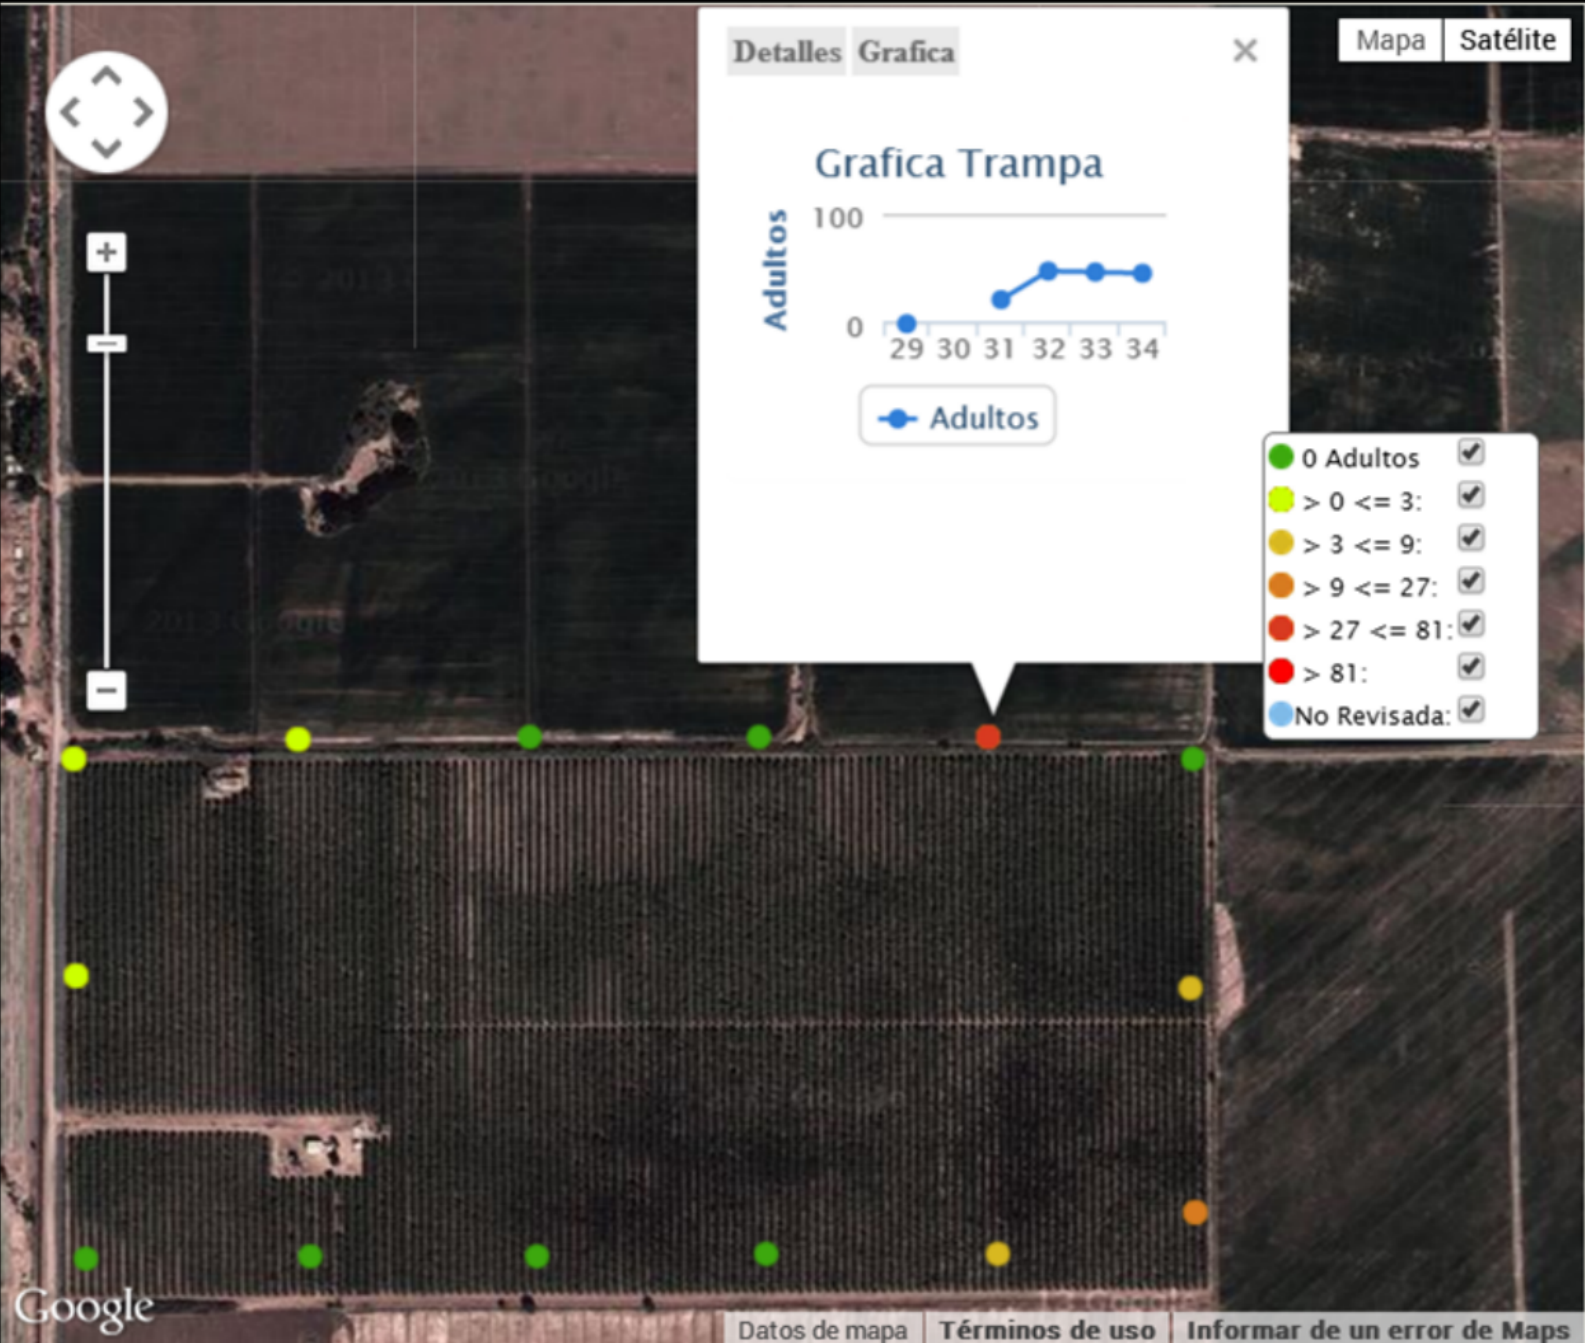 Detalles Grafica ×
Mapa Satélite
Grafica Trampa
Adultos
100
0
29 30 31 32 33 34
Adultos
0 Adultos
> 0 <= 3:
> 3 <= 9:
> 9 <= 27:
> 27 <= 81:
> 81:
No Revisada:
2013 Google
Google
Datos de mapa Términos de uso Informar de un error de Maps